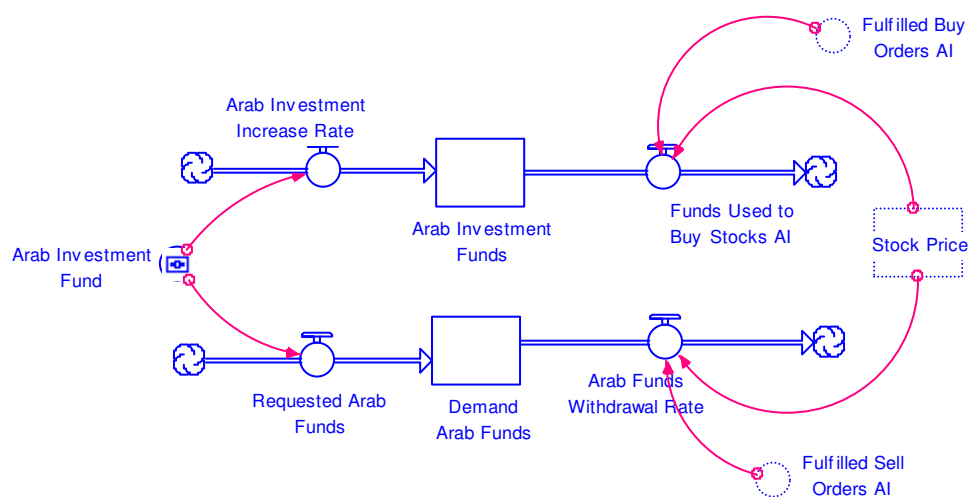 Fulfilled Buy
Orders AI
Arab Investment
Increase Rate
Arab Investment
Funds
Funds Used to
Buy Stocks AI
Stock Price
Arab Investment
Fund
Requested Arab
Funds
Demand
Arab Funds
Arab Funds
Withdrawal Rate
Fulfilled Sell
Orders AI